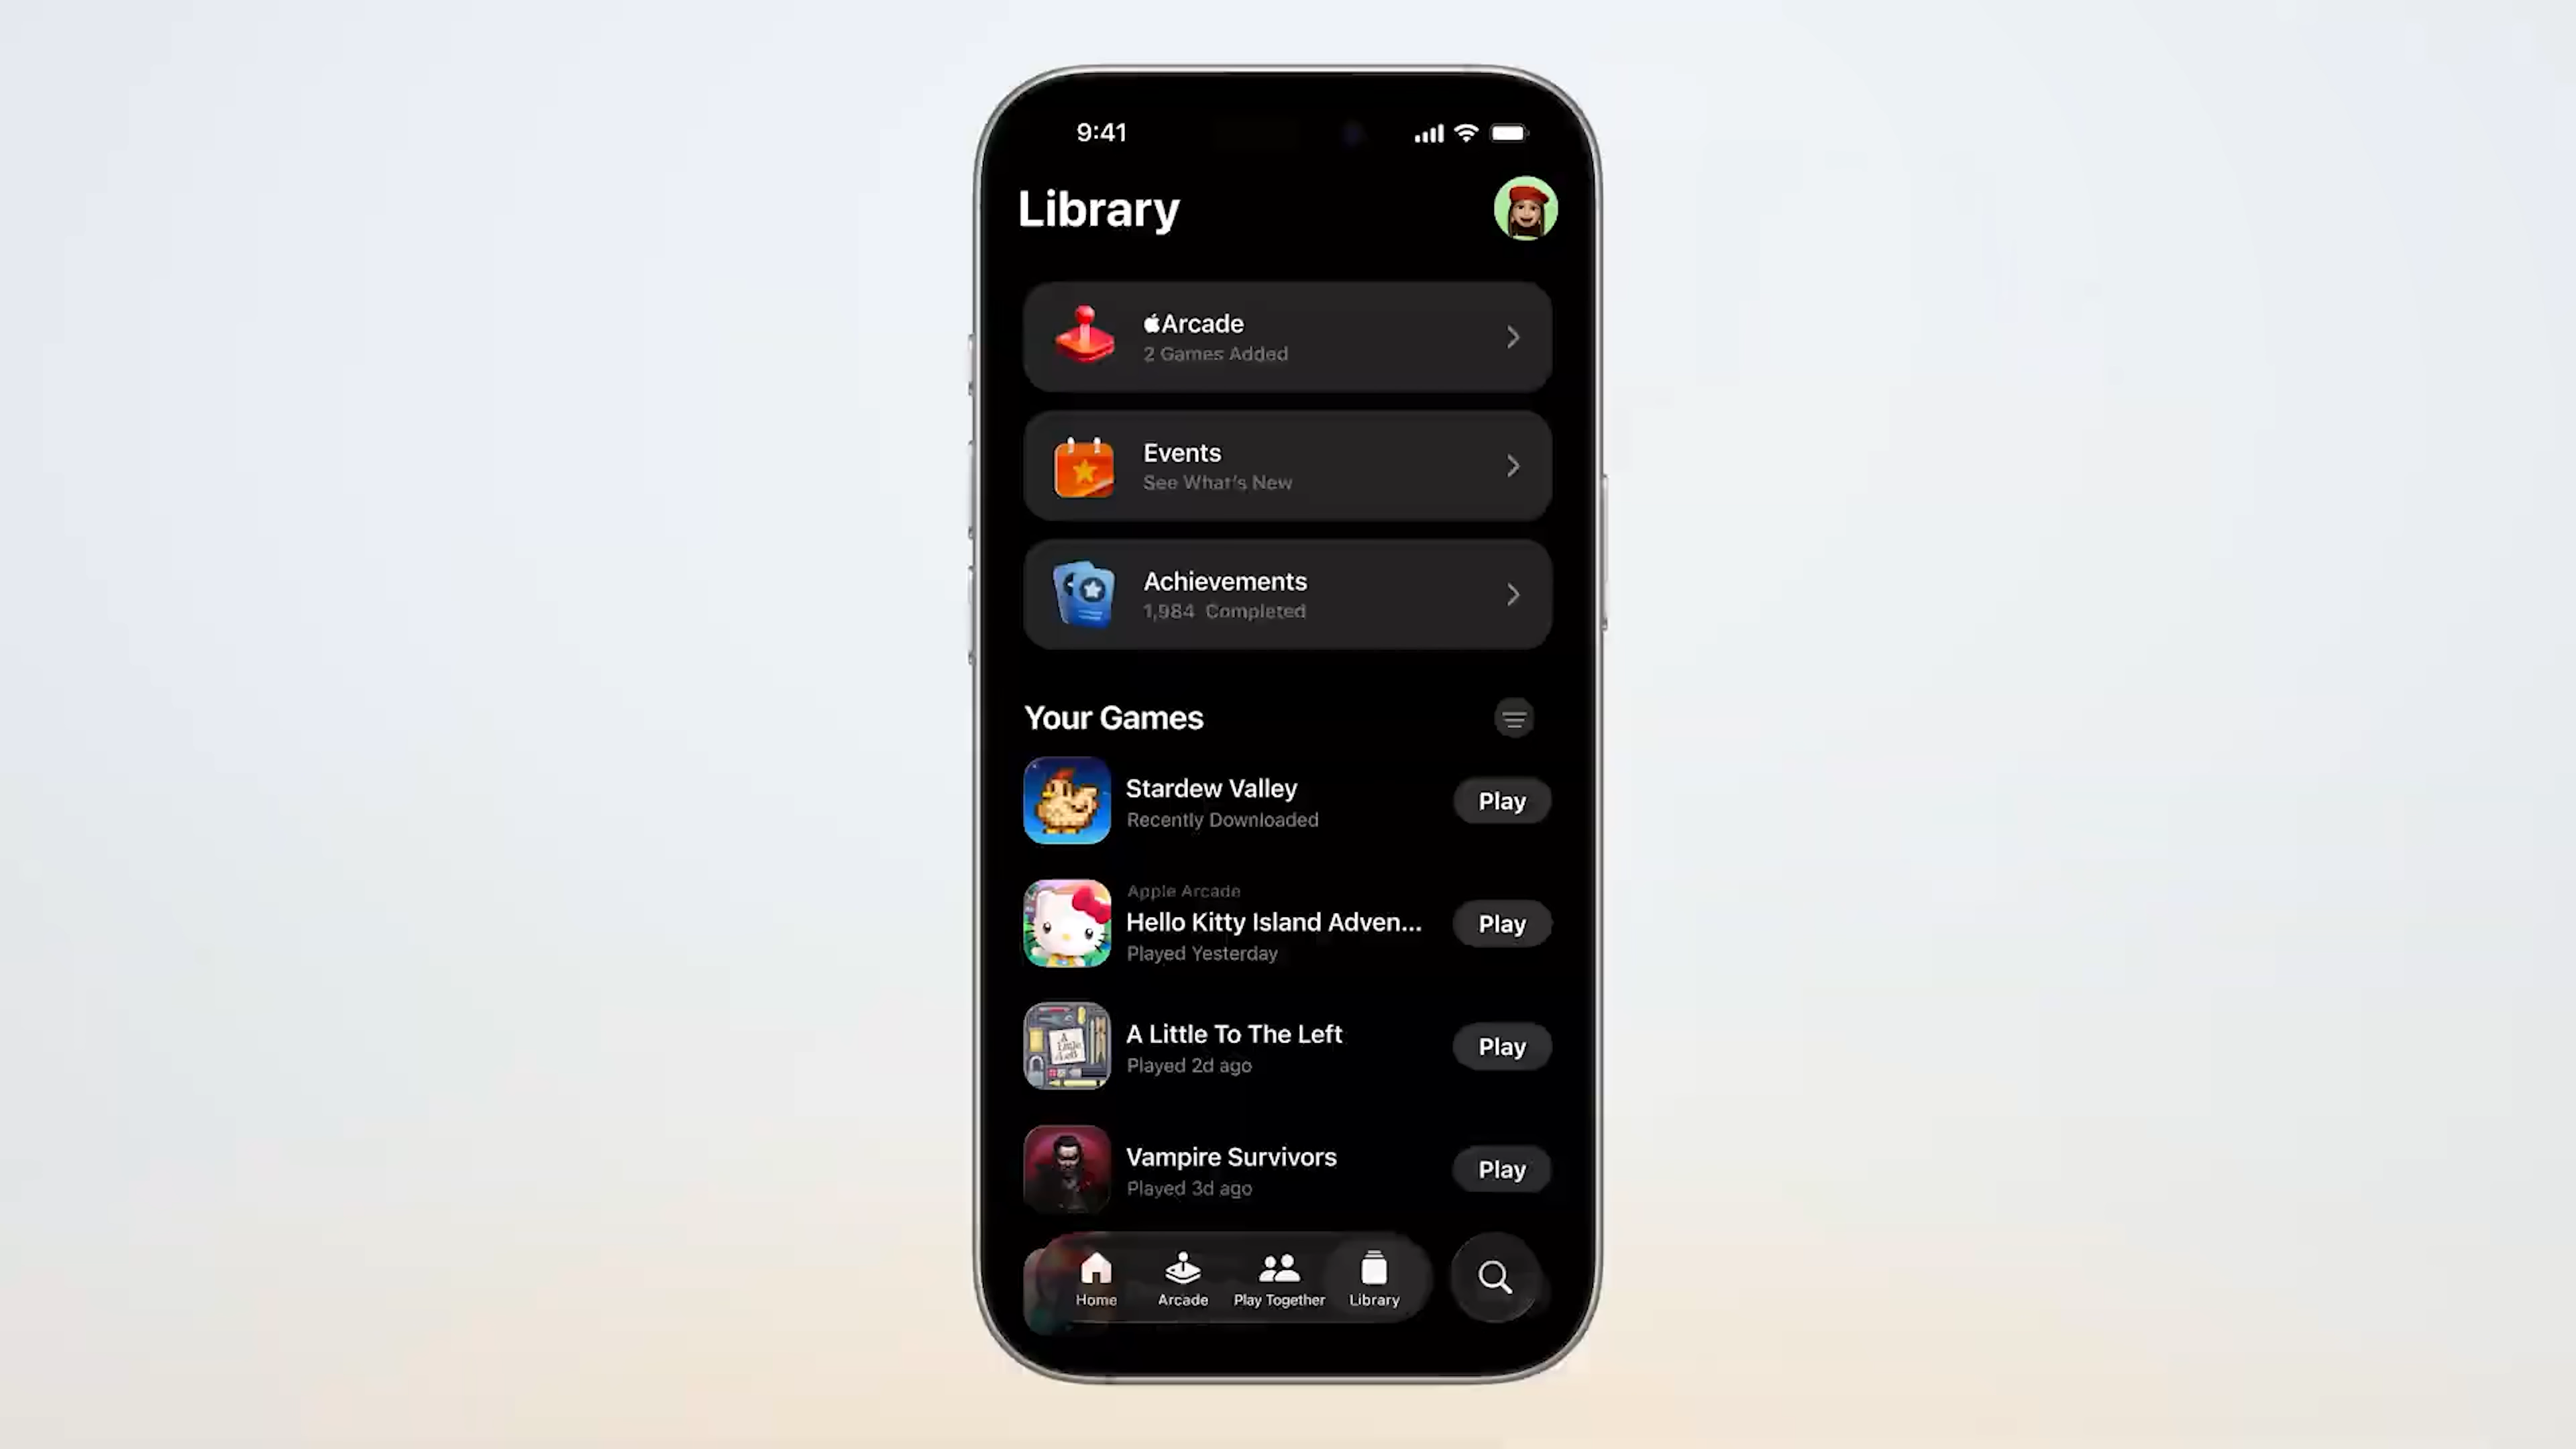 9:41
Library
Arcade
2 Games Added
Events
See What's New
Achievements
1,984 Completed
Your Games
Stardew Valley
Recently Downloaded
Play
Apple Arcade
Hello Kitty Island Adven...
Played Yesterday
Play
A Little To The Left
Played 2d ago
Play
A
Little
Left
Vampire Survivors
Played 3d ago
Play
Home
Arcade
Play Together
Library